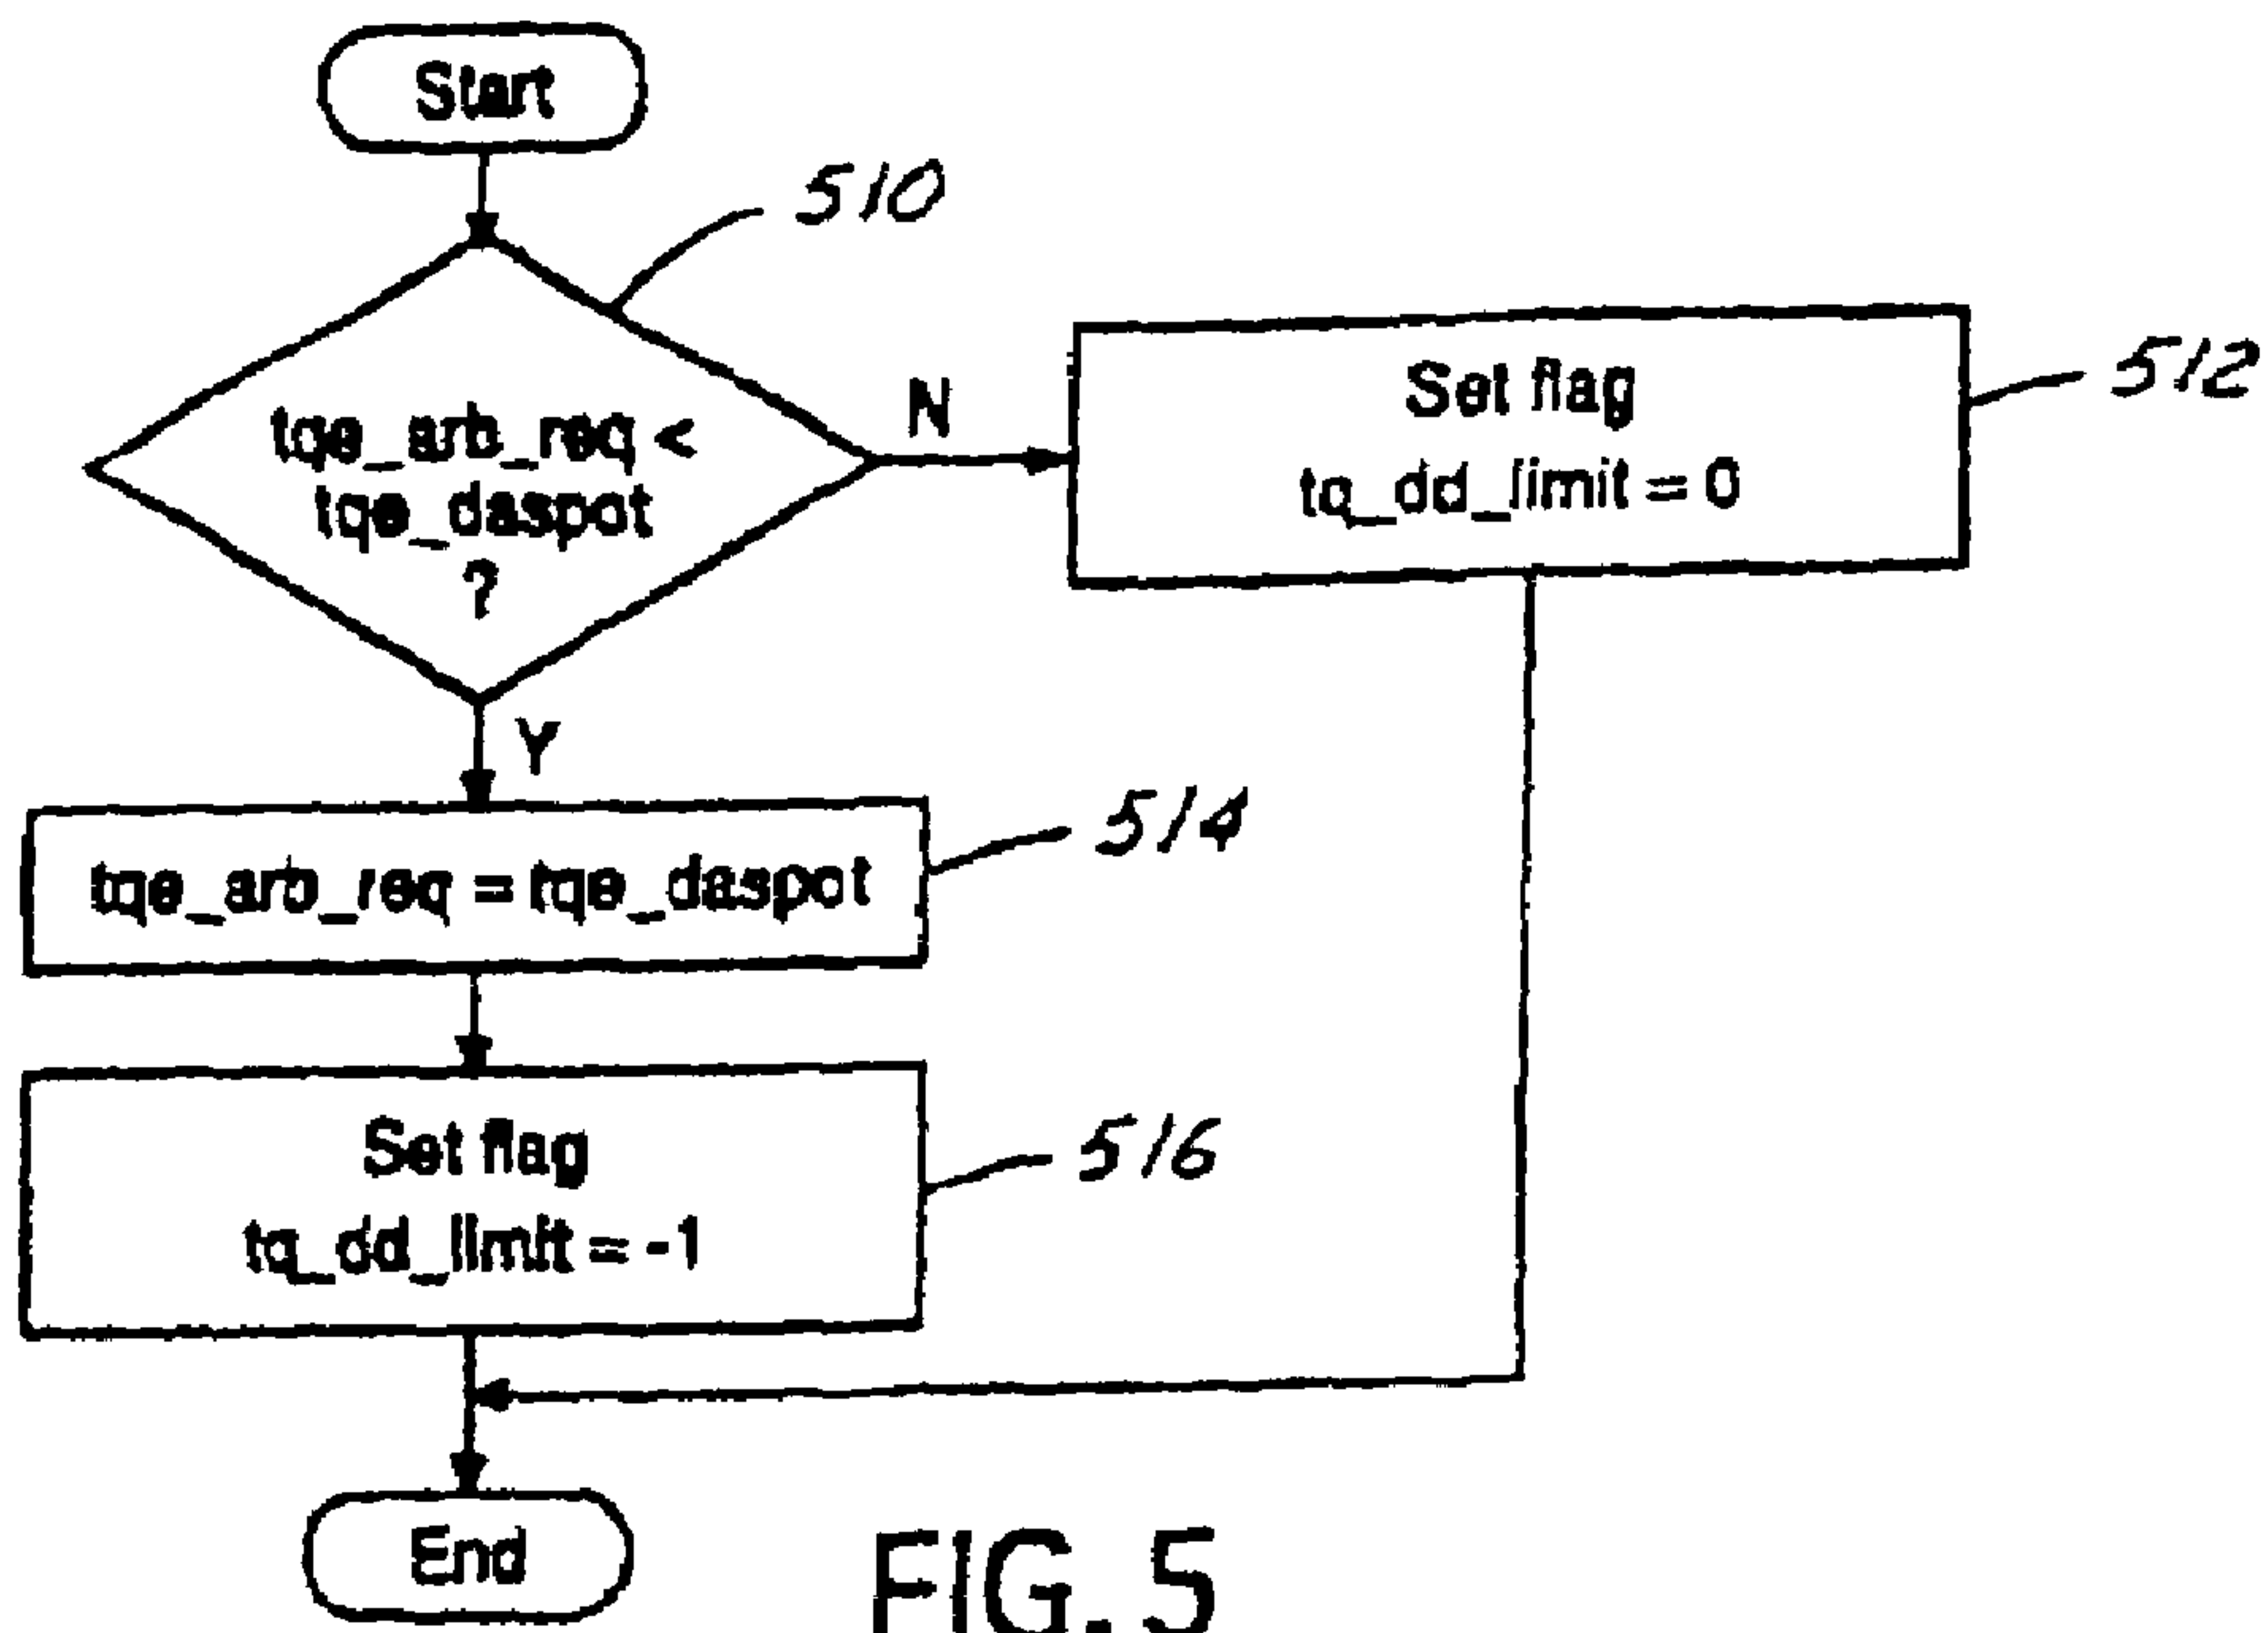 Start
510
tqe_arb_req <
tqe_daspot
?
N
Set flag
tq_dd_limit = 0
512
Y
tqe_arb_req = tqe_daspot
514
Set flag
tq_dd_limit = -1
516
End
FIG. 5